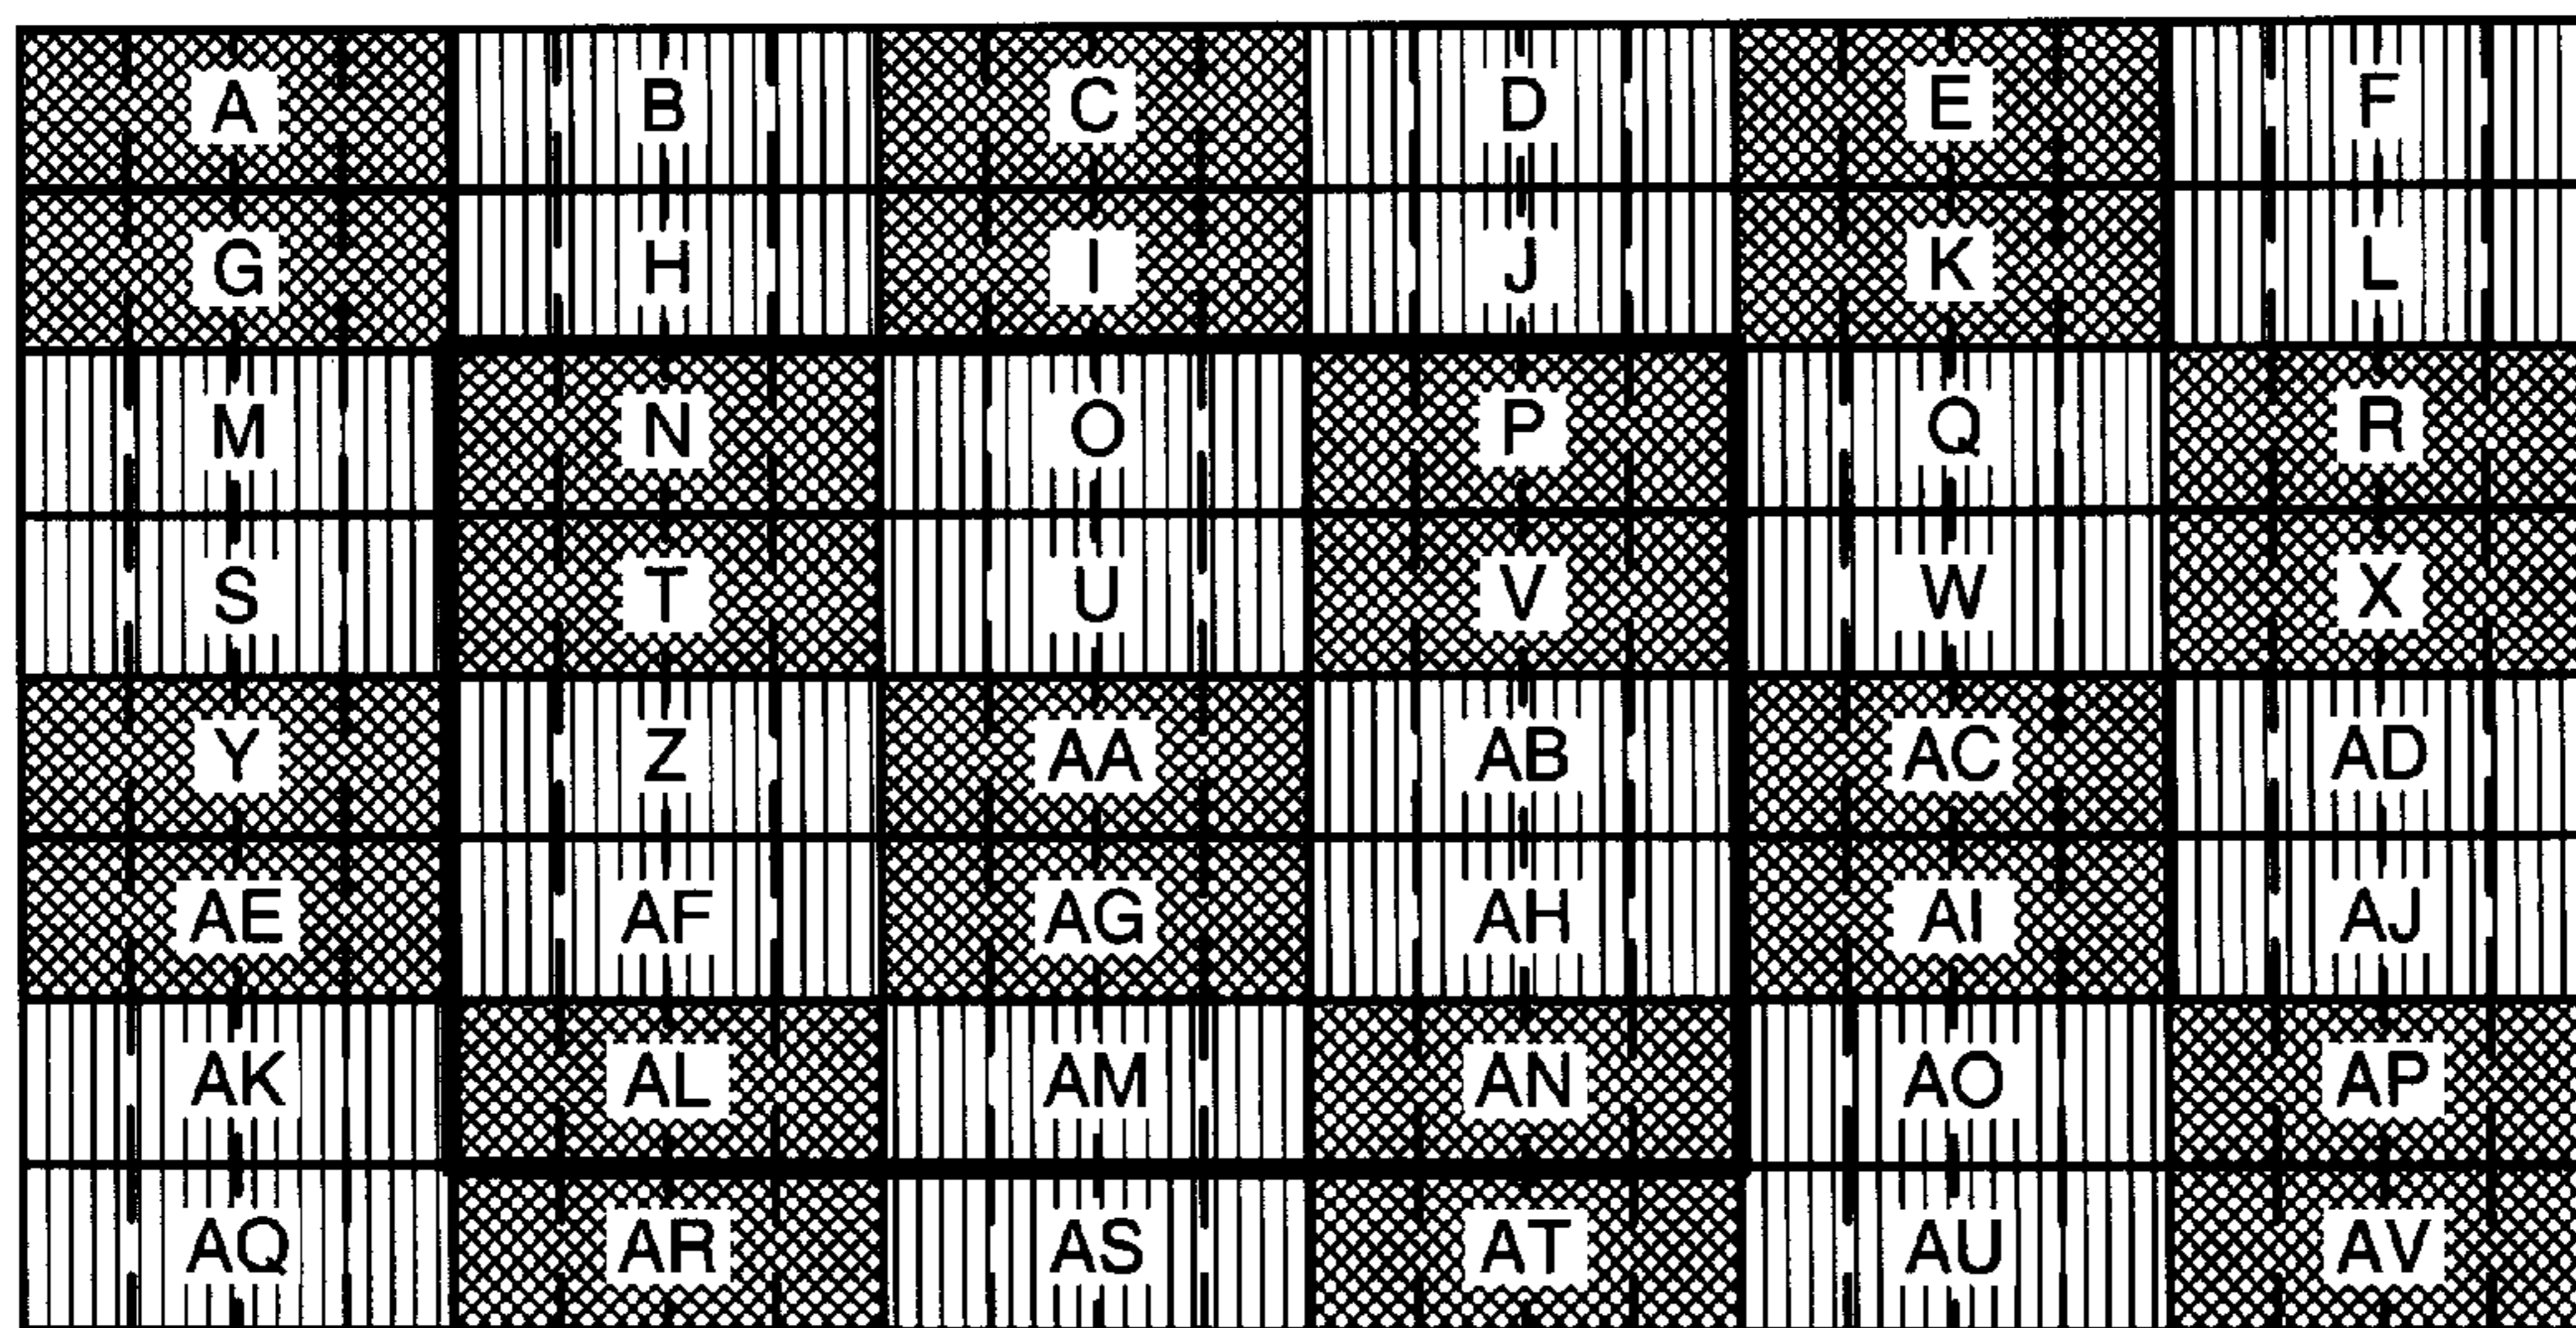 A B C D E F
G H I J K L
M N O P Q R
S T U V W X
Y Z AA AB AC AD
AE AF AG AH AI AJ
AK AL AM AN AO AP
AQ AR AS AT AU AV